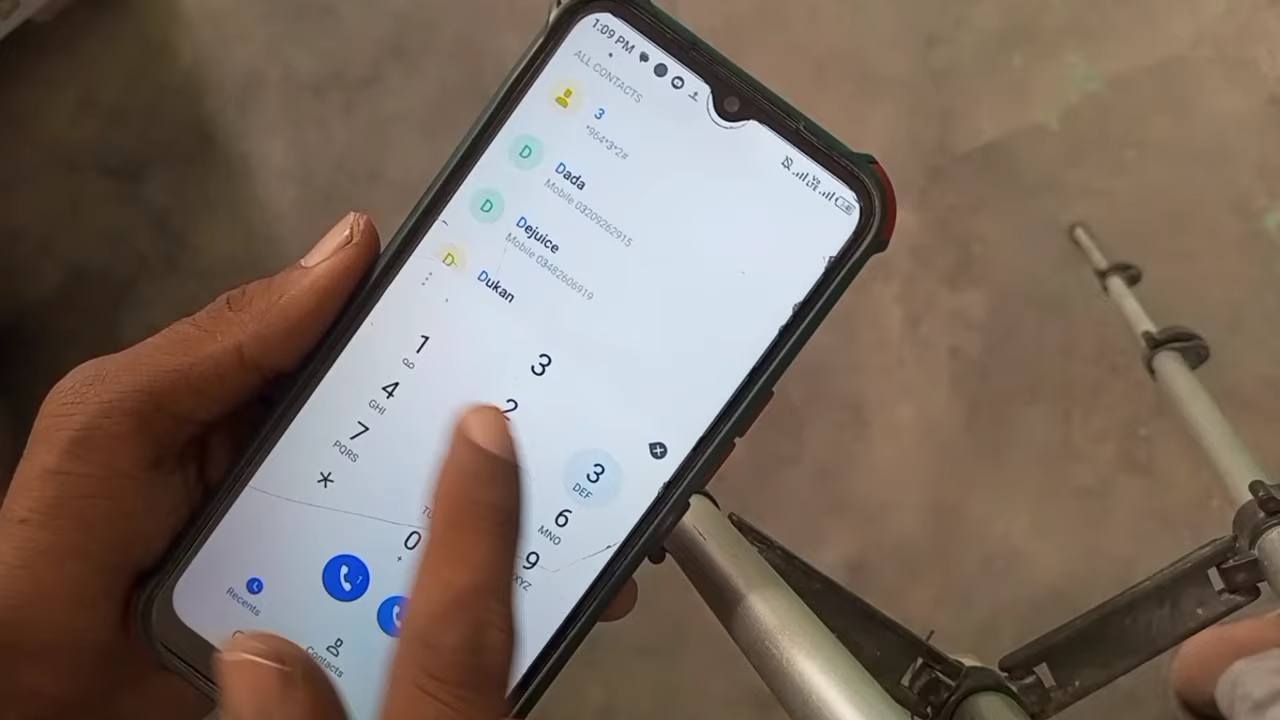 1:09 PM
ALL CONTACTS
3
*964*3*2#
D
Dada
Mobile 03209262915
D
Dejuice
Mobile 03482606919
D
Dukan
3
1
2
3
DEF
4
GHI
6
MNO
7
PQRS
9
XYZ
*
0
+
Recents
Contacts